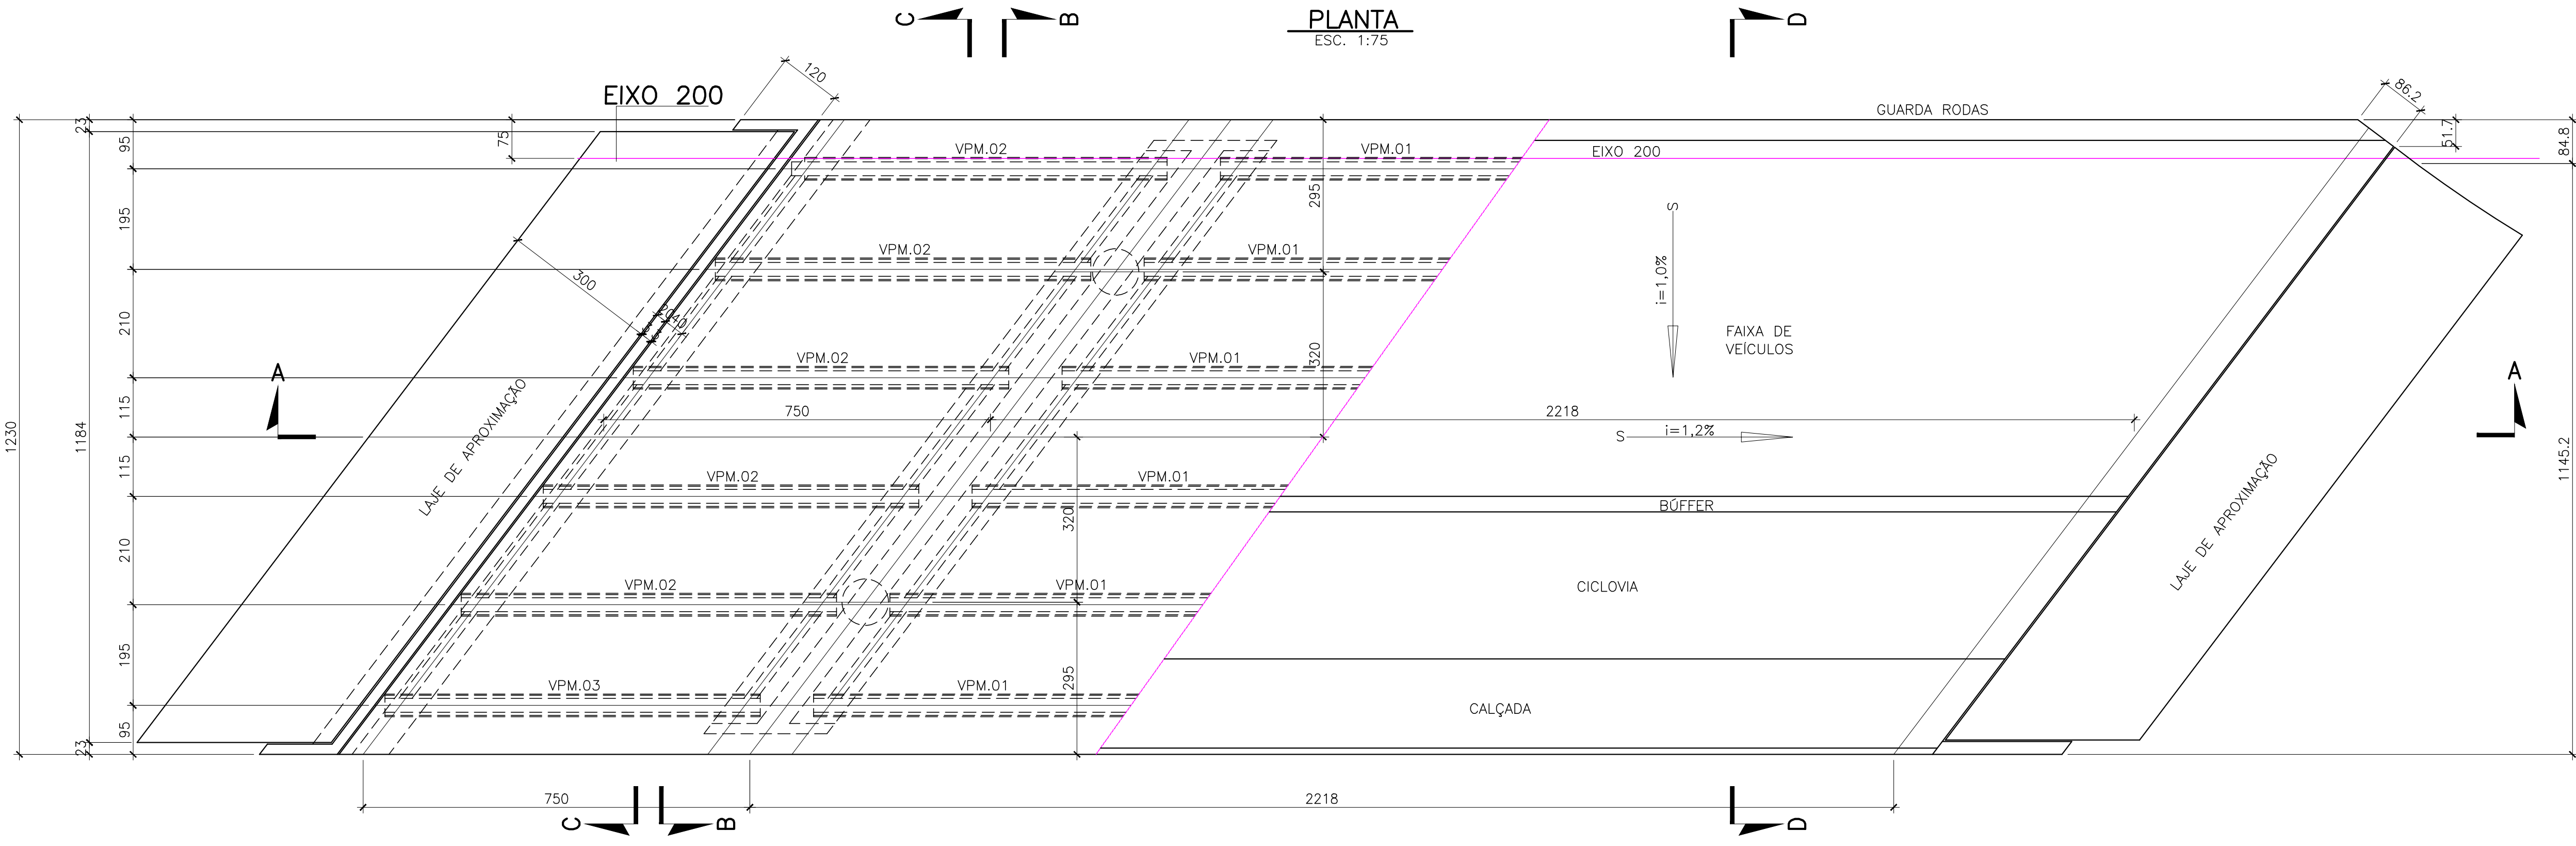 C
B
PLANTA
ESC. 1:75
D
EIXO 200
120
86.2
GUARDA RODAS
23
95
75
VPM.02
VPM.01
EIXO 200
51.7
84.8
195
VPM.02
VPM.01
295
S
i=1,0%
300
210
20
40
5
VPM.02
VPM.01
320
FAIXA DE
VEÍCULOS
A
A
LAJE DE APROXIMAÇÃO
115
750
2218
1230
1184
S
i=1,2%
115
1145.2
VPM.02
VPM.01
BÚFFER
LAJE DE APROXIMAÇÃO
210
320
VPM.02
VPM.01
CICLOVIA
195
295
VPM.03
VPM.01
CALÇADA
95
23
750
2218
C
B
D